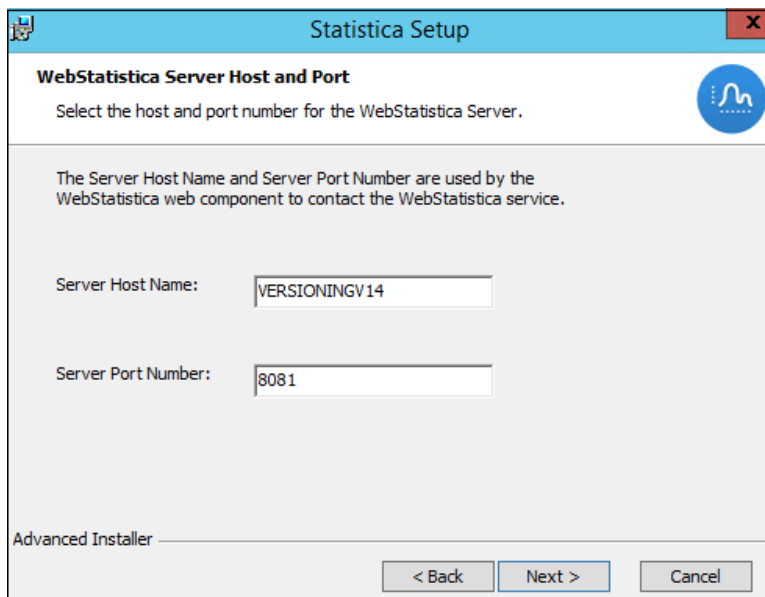 Statistica Setup
x
WebStatistica Server Host and Port
Select the host and port number for the WebStatistica Server.
The Server Host Name and Server Port Number are used by the
WebStatistica web component to contact the WebStatistica service.
Server Host Name:
VERSIONINGV14
Server Port Number:
8081
Advanced Installer
< Back
Next >
Cancel